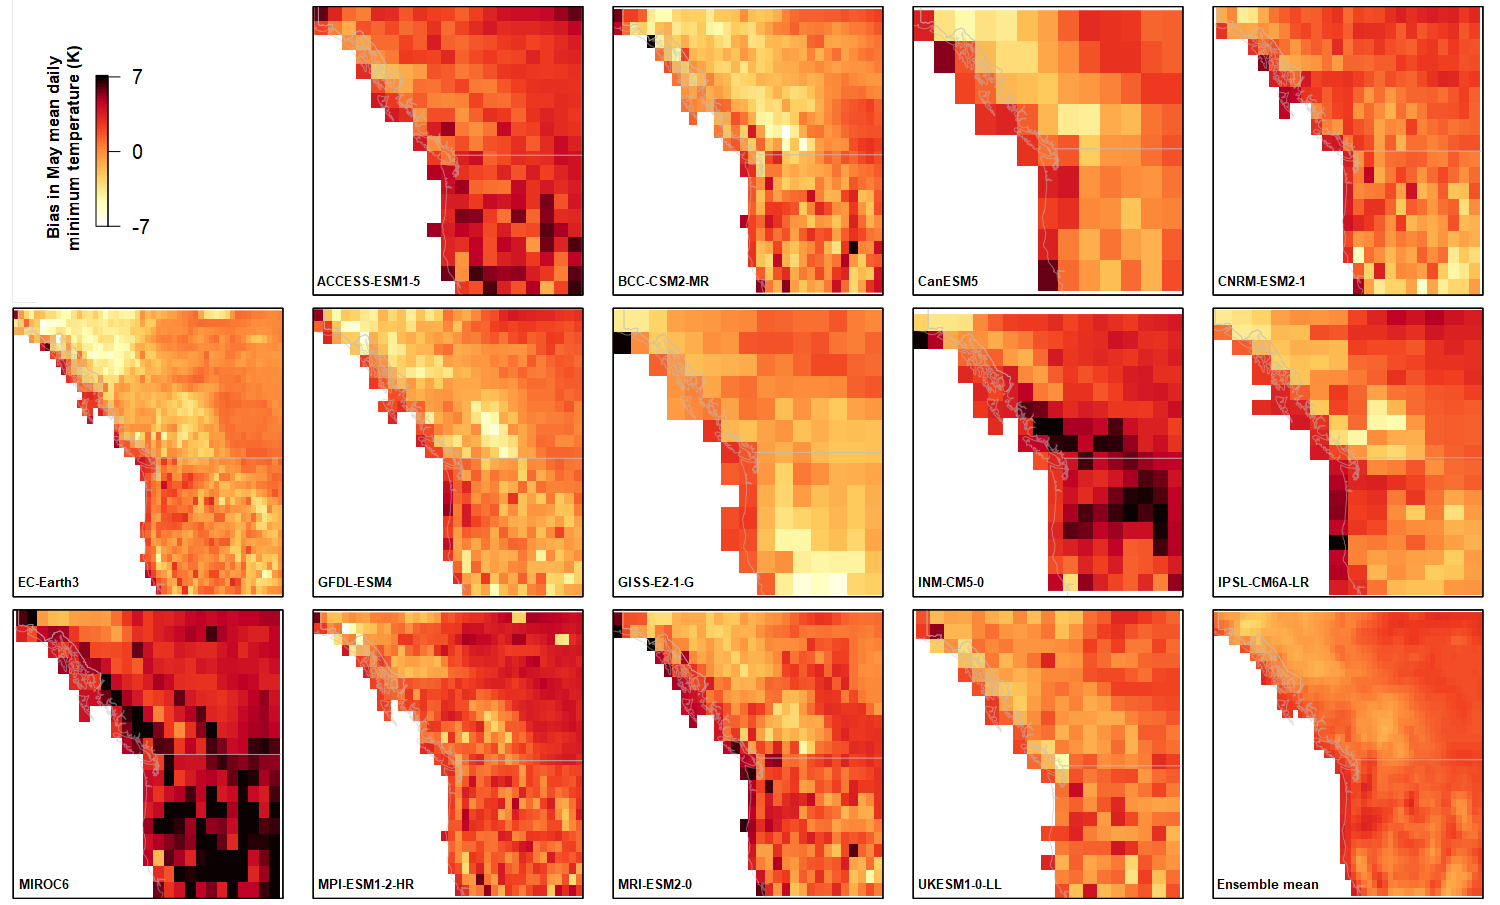 Bias in May mean daily
minimum temperature (K)
7
0
-7
ACCESS-ESM1-5
BCC-CSM2-MR
CanESM5
CNRM-ESM2-1
EC-Earth3
GFDL-ESM4
GISS-E2-1-G
INM-CM5-0
IPSL-CM6A-LR
MIROC6
MPI-ESM1-2-HR
MRI-ESM2-0
UKESM1-0-LL
Ensemble mean